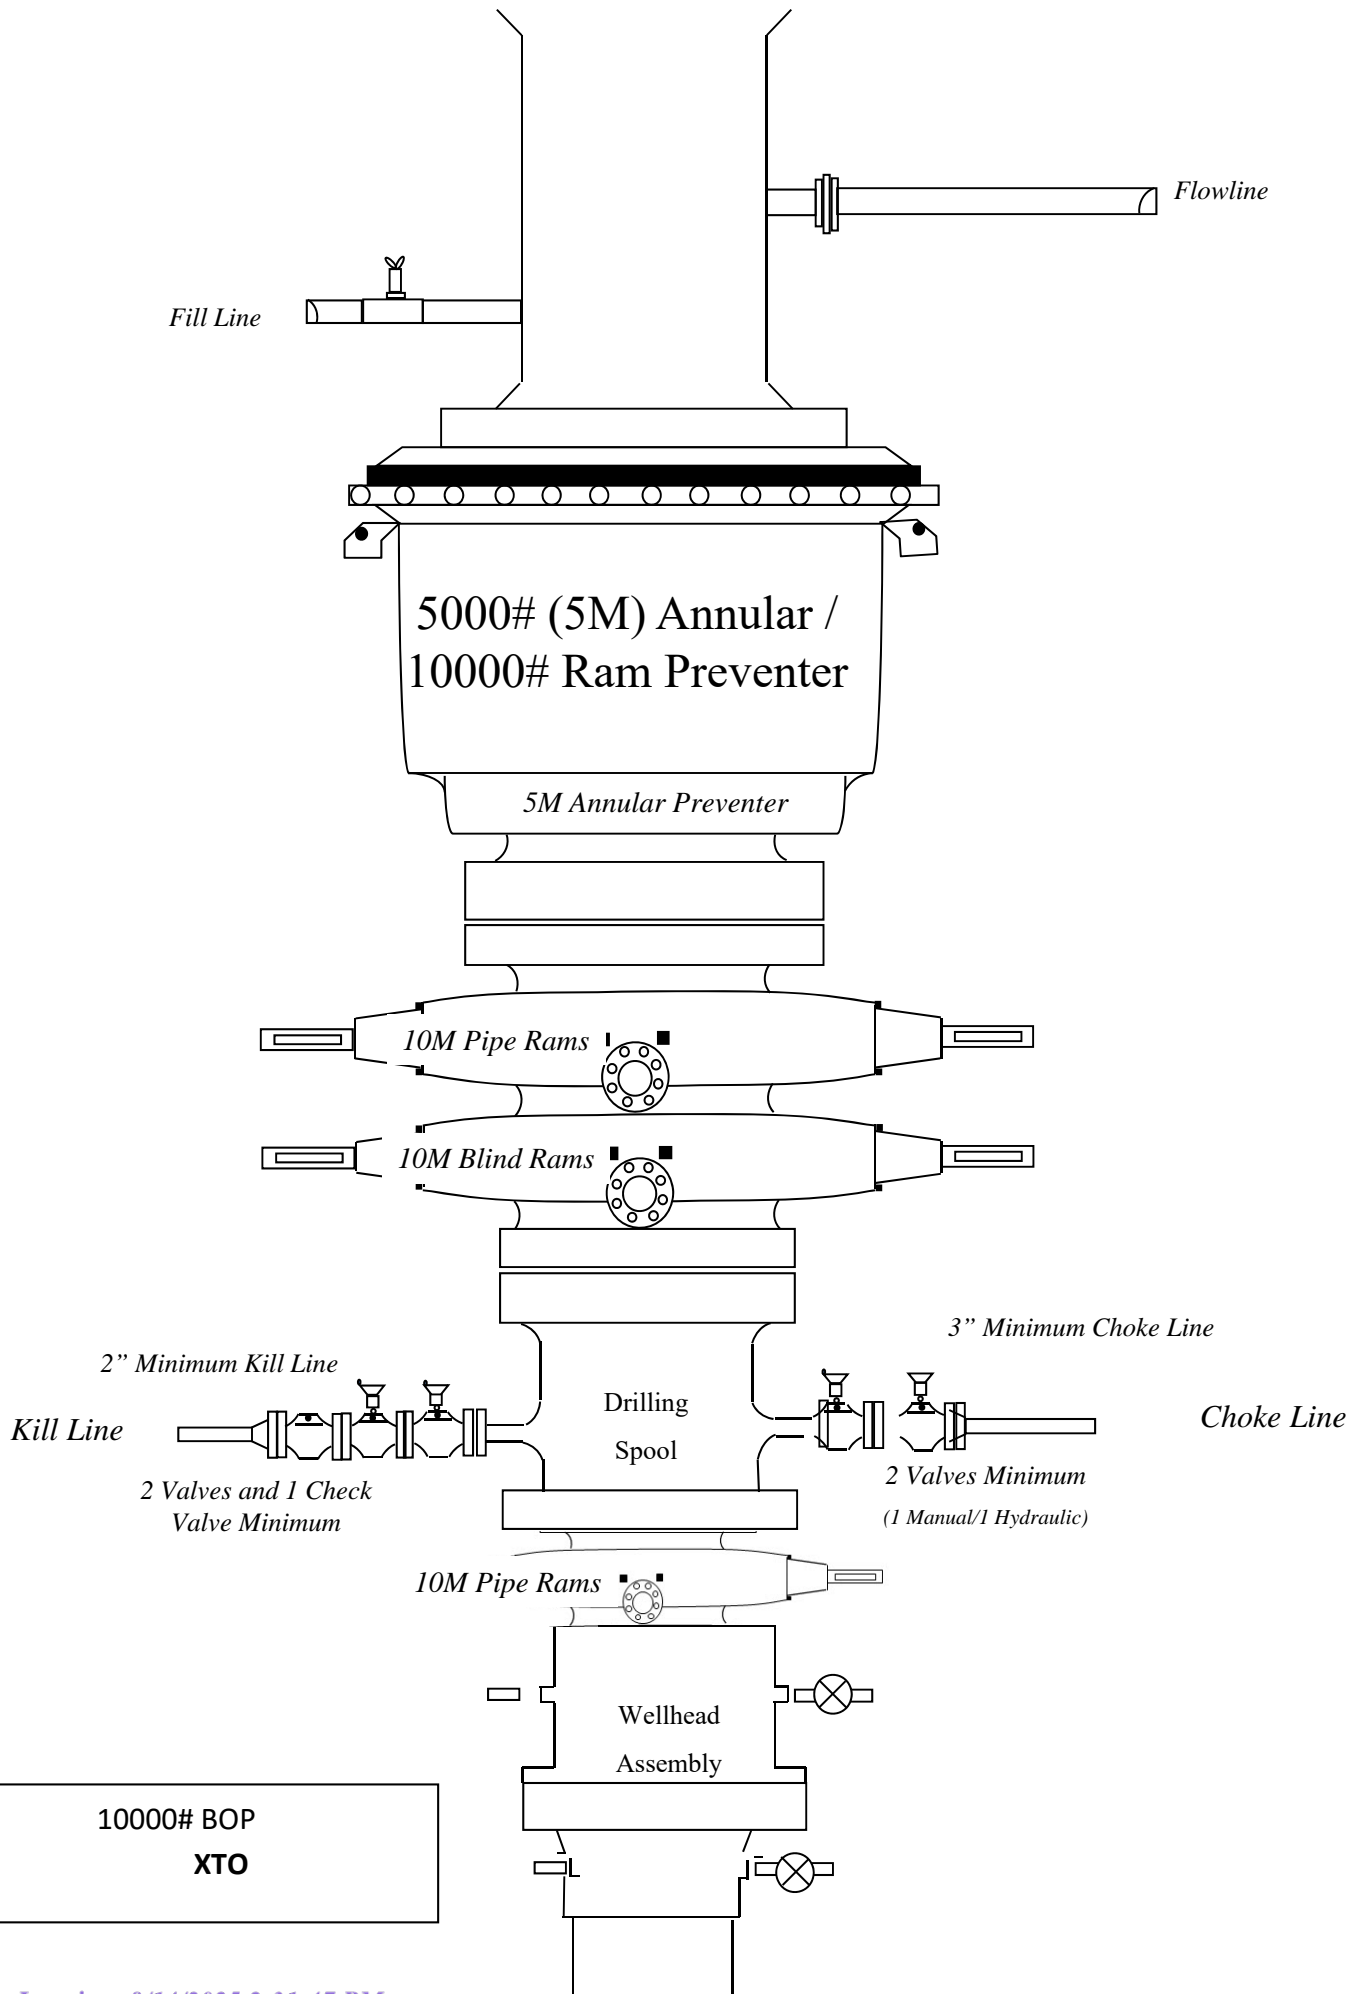 Flowline
Fill Line
5000# (5M) Annular /
10000# Ram Preventer
5M Annular Preventer
10M Pipe Rams
10M Blind Rams
3” Minimum Choke Line
2” Minimum Kill Line
Drilling
Spool
Kill Line
Choke Line
2 Valves and 1 Check
Valve Minimum
2 Valves Minimum
(1 Manual/1 Hydraulic)
10M Pipe Rams
Wellhead
Assembly
10000# BOP
XTO